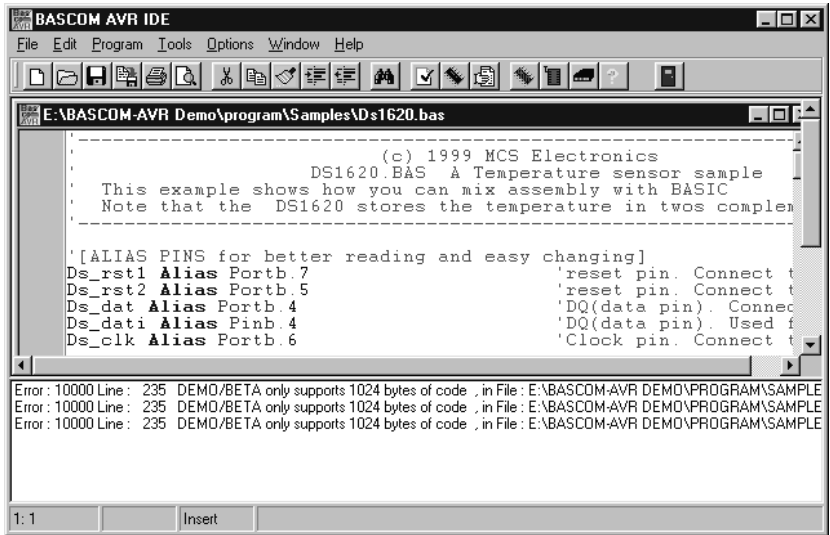 BASCOM AVR IDE
File Edit Program Tools Options Window Help
E:\BASCOM-AVR Demo\program\Samples\Ds1620.bas
'--------------------------------------------------------------
' (c) 1999 MCS Electronics
' DS1620.BAS A Temperature sensor sample
' This example shows how you can mix assembly with BASIC
' Note that the DS1620 stores the temperature in twos complem
'--------------------------------------------------------------
'[ALIAS PINS for better reading and easy changing]
Ds_rst1 Alias Portb.7 'reset pin. Connect t
Ds_rst2 Alias Portb.5 'reset pin. Connect t
Ds_dat Alias Portb.4 'DQ(data pin). Connec
Ds_dati Alias Pinb.4 'DQ(data pin). Used f
Ds_clk Alias Portb.6 'Clock pin. Connect t
Error : 10000 Line : 235 DEMO/BETA only supports 1024 bytes of code , in File : E:\BASCOM-AVR DEMO\PROGRAM\SAMPLE
Error : 10000 Line : 235 DEMO/BETA only supports 1024 bytes of code , in File : E:\BASCOM-AVR DEMO\PROGRAM\SAMPLE
Error : 10000 Line : 235 DEMO/BETA only supports 1024 bytes of code , in File : E:\BASCOM-AVR DEMO\PROGRAM\SAMPLE
1: 1 Insert